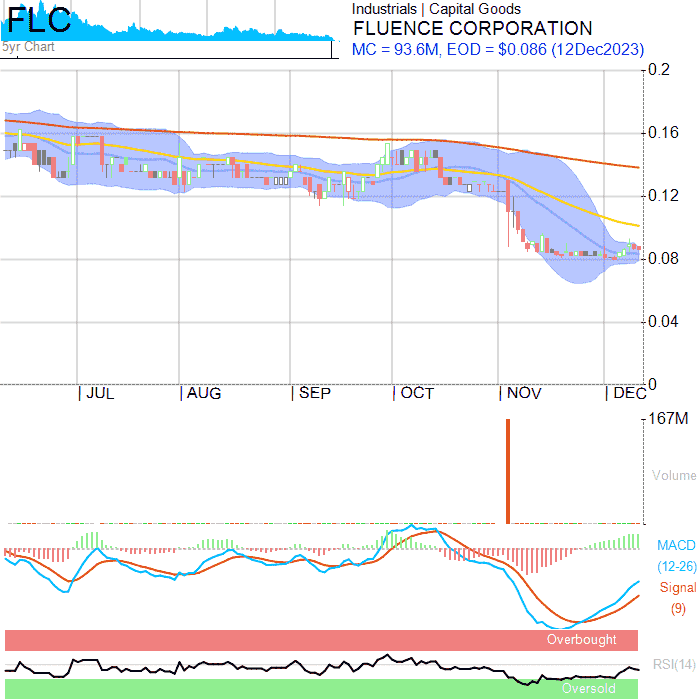 FLC
5yr Chart
Industrials | Capital Goods
FLUENCE CORPORATION
MC = 93.6M, EOD = $0.086 (12Dec2023)
0.2
0.16
0.12
0.08
0.04
0
| JUL | AUG | SEP | OCT | NOV | DEC
167M
Volume
MACD
(12-26)
Signal
(9)
Overbought
RSI(14)
Oversold